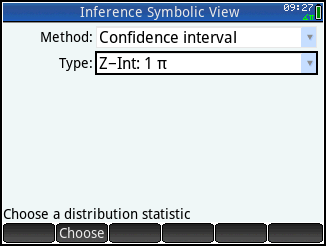 Inference Symbolic View 09:27
∡π
Method: Confidence interval
Type: Z−Int: 1 π
Choose a distribution statistic
Choose